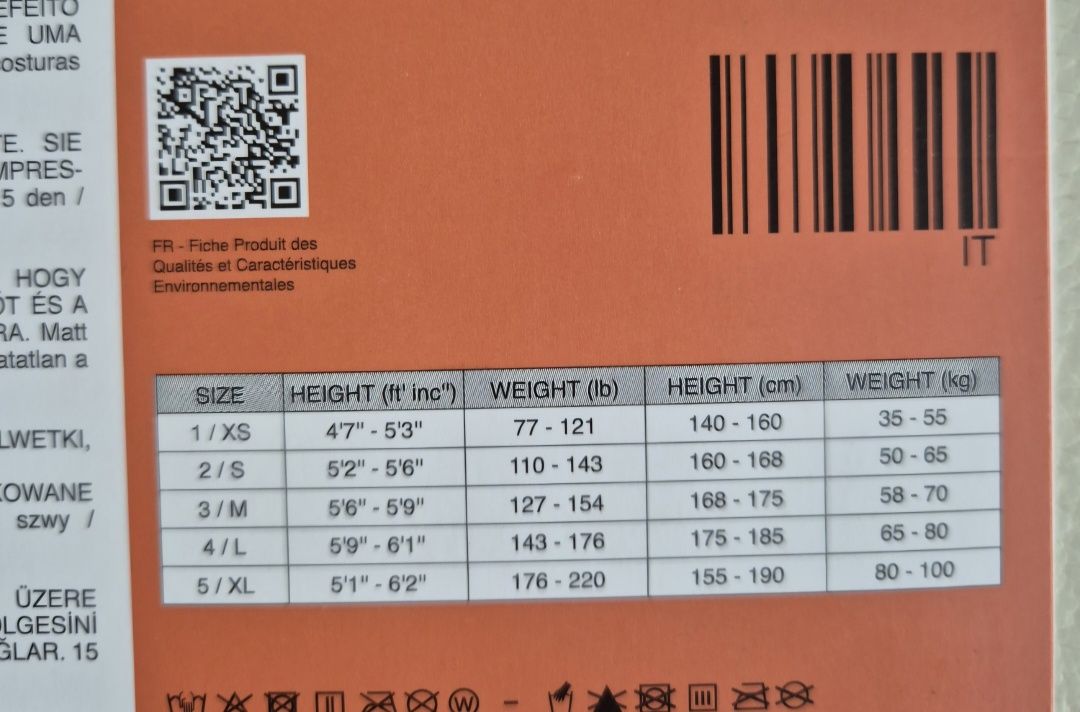 EFEITO
E UMA
costuras
TE. SIE
MPRES-
5 den /
HOGY
ÓT ÉS A
RA. Matt
atatlan a
LWETKI,
KOWANE
szwy /
ÜZERE
OLGESİNİ
ĞLAR. 15
FR - Fiche Produit des
Qualités et Caractéristiques
Environnementales
IT
SIZE HEIGHT (ft' inc") WEIGHT (lb) HEIGHT (cm) WEIGHT (kg)
1 / XS 4'7" - 5'3" 77 - 121 140 - 160 35 - 55
2 / S 5'2" - 5'6" 110 - 143 160 - 168 50 - 65
3 / M 5'6" - 5'9" 127 - 154 168 - 175 58 - 70
4 / L 5'9" - 6'1" 143 - 176 175 - 185 65 - 80
5 / XL 5'1" - 6'2" 176 - 220 155 - 190 80 - 100
W